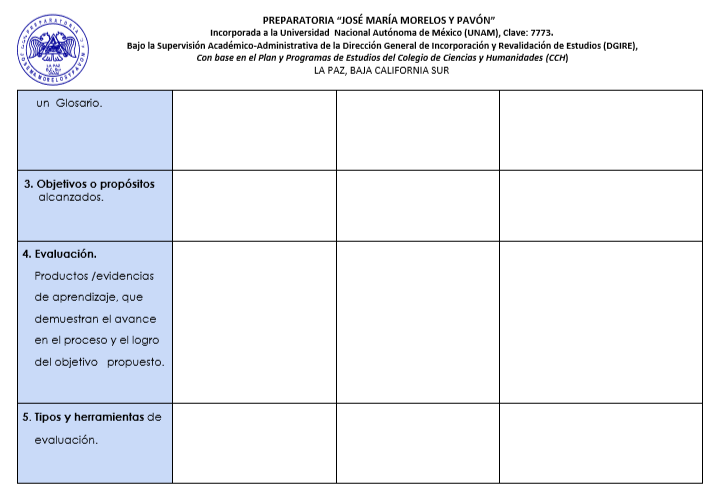 PREPARATORIA “JOSÉ MARÍA MORELOS Y PAVÓN”
Incorporada a la Universidad Nacional Autónoma de México (UNAM), Clave: 7773.
Bajo la Supervisión Académico-Administrativa de la Dirección General de Incorporación y Revalidación de Estudios (DGIRE),
Con base en el Plan y Programas de Estudios del Colegio de Ciencias y Humanidades (CCH)
LA PAZ, BAJA CALIFORNIA SUR
un Glosario.
3. Objetivos o propósitos
alcanzados.
4. Evaluación.
Productos /evidencias
de aprendizaje, que
demuestran el avance
en el proceso y el logro
del objetivo propuesto.
5. Tipos y herramientas de
evaluación.